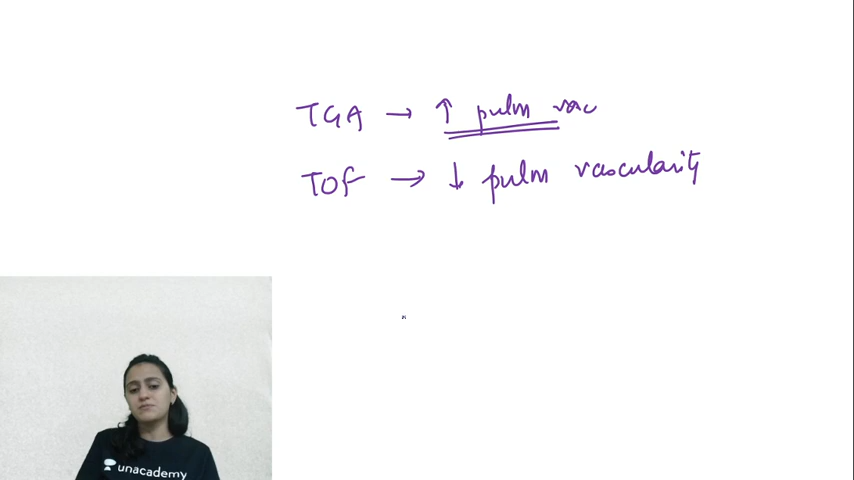 TGA → ↑ pulm vac
TOF → ↓ pulm vascularity
unacademy